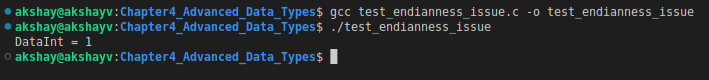 akshay@akshayv:Chapter4_Advanced_Data_Types$ gcc test_endianness_issue.c -o test_endianness_issue
akshay@akshayv:Chapter4_Advanced_Data_Types$ ./test_endianness_issue
DataInt = 1
akshay@akshayv:Chapter4_Advanced_Data_Types$